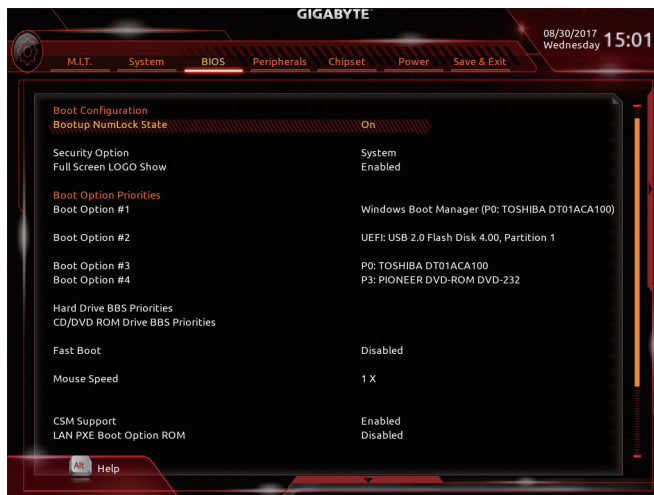 GIGABYTE™
08/30/2017
Wednesday 15:01
M.I.T. System BIOS Peripherals Chipset Power Save & Exit
Boot Configuration
Bootup NumLock State On
Security Option System
Full Screen LOGO Show Enabled
Boot Option Priorities
Boot Option #1 Windows Boot Manager (P0: TOSHIBA DT01ACA100)
Boot Option #2 UEFI: USB 2.0 Flash Disk 4.00, Partition 1
Boot Option #3 P0: TOSHIBA DT01ACA100
Boot Option #4 P3: PIONEER DVD-ROM DVD-232
Hard Drive BBS Priorities
CD/DVD ROM Drive BBS Priorities
Fast Boot Disabled
Mouse Speed 1 X
CSM Support Enabled
LAN PXE Boot Option ROM Disabled
Alt Help